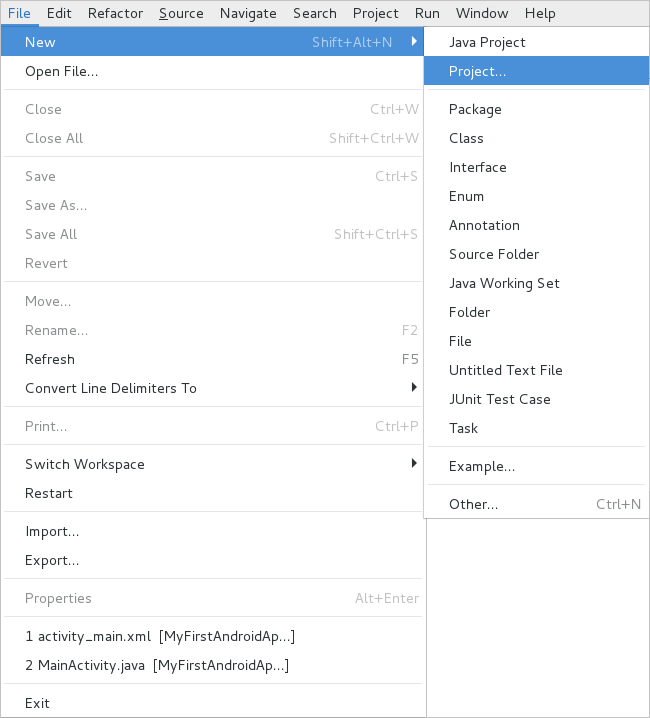 File Edit Refactor Source Navigate Search Project Run Window Help
New Shift+Alt+N
Open File...
Close Ctrl+W
Close All Shift+Ctrl+W
Save Ctrl+S
Save As...
Save All Shift+Ctrl+S
Revert
Move...
Rename... F2
Refresh F5
Convert Line Delimiters To
Print... Ctrl+P
Switch Workspace
Restart
Import...
Export...
Properties Alt+Enter
1 activity_main.xml [MyFirstAndroidAp...]
2 MainActivity.java [MyFirstAndroidAp...]
Exit
Java Project
Project...
Package
Class
Interface
Enum
Annotation
Source Folder
Java Working Set
Folder
File
Untitled Text File
JUnit Test Case
Task
Example...
Other... Ctrl+N